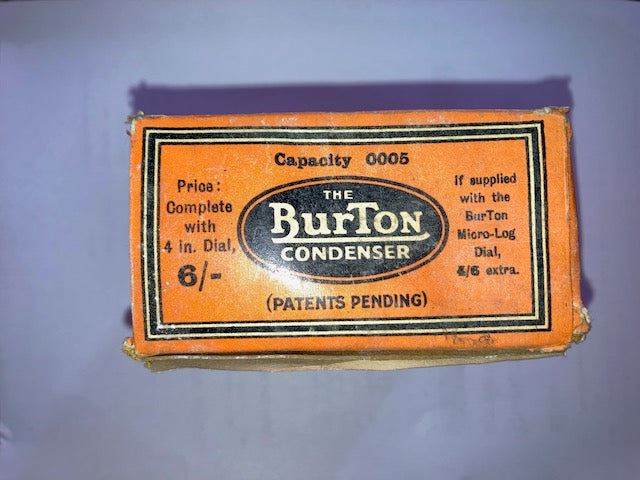 Capacity 0005
Price:
Complete
with
4 in. Dial,
6/-
THE
BurTon
CONDENSER
If supplied
with the
BurTon
Micro-Log
Dial,
4/6 extra.
(PATENTS PENDING)